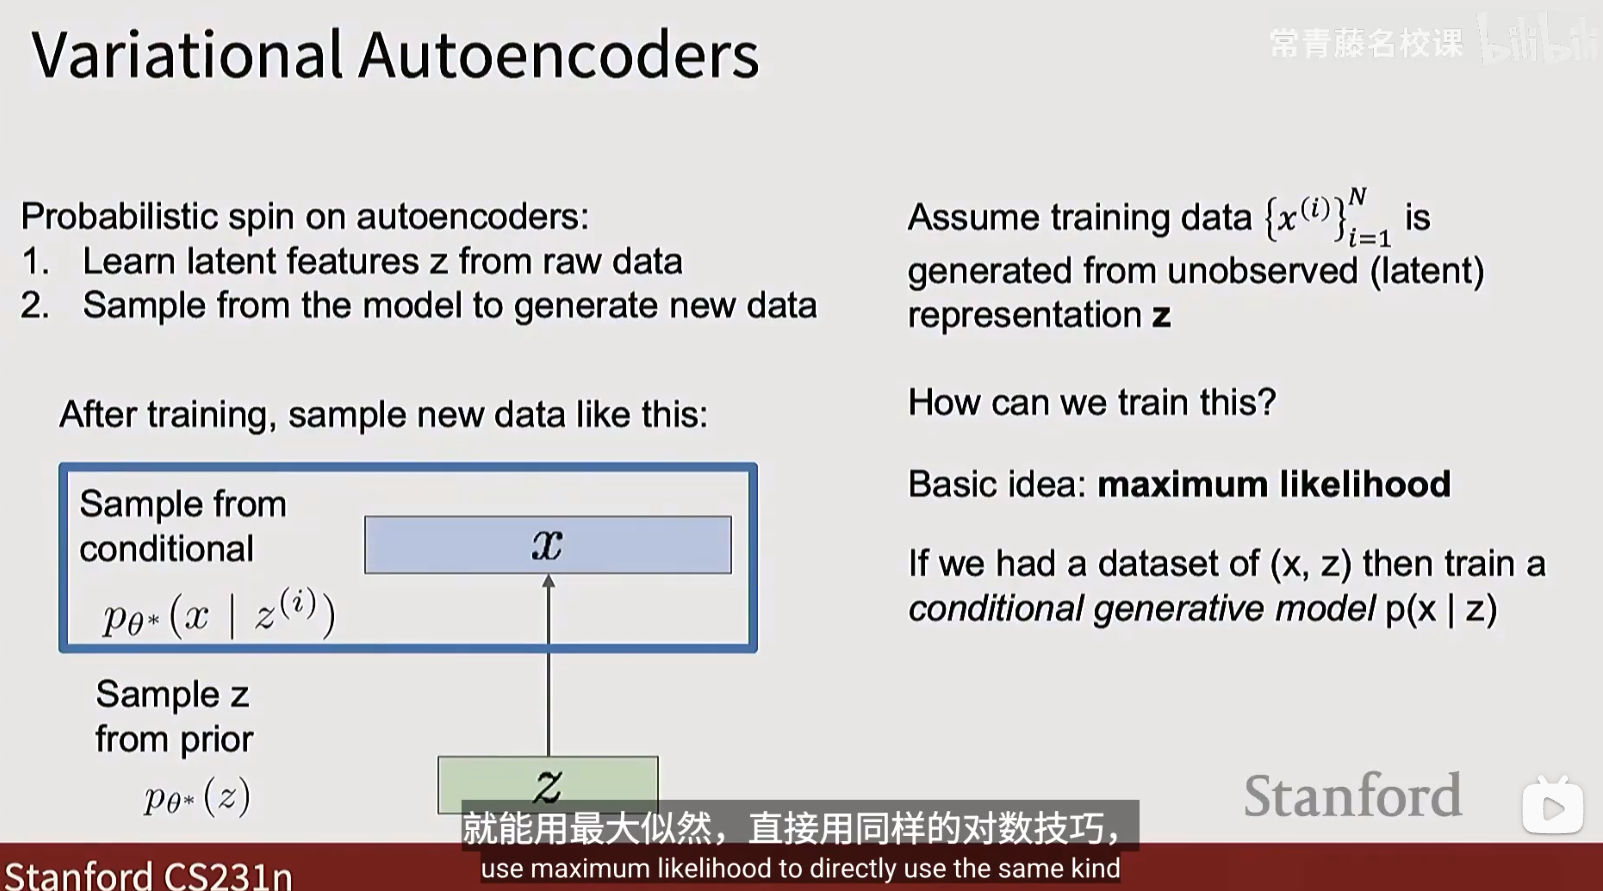 Variational Autoencoders
常青藤名校课 bilibili
Probabilistic spin on autoencoders:
1. Learn latent features z from raw data
2. Sample from the model to generate new data
After training, sample new data like this:
Sample from
conditional
x
p_{θ*}(x | z^{(i)})
Sample z
from prior
p_{θ*}(z)
z
Assume training data {x^{(i)}}_{i=1}^{N} is
generated from unobserved (latent)
representation z
How can we train this?
Basic idea: maximum likelihood
If we had a dataset of (x, z) then train a
conditional generative model p(x | z)
Stanford
就能用最大似然，直接用同样的对数技巧，
use maximum likelihood to directly use the same kind
Stanford CS231n